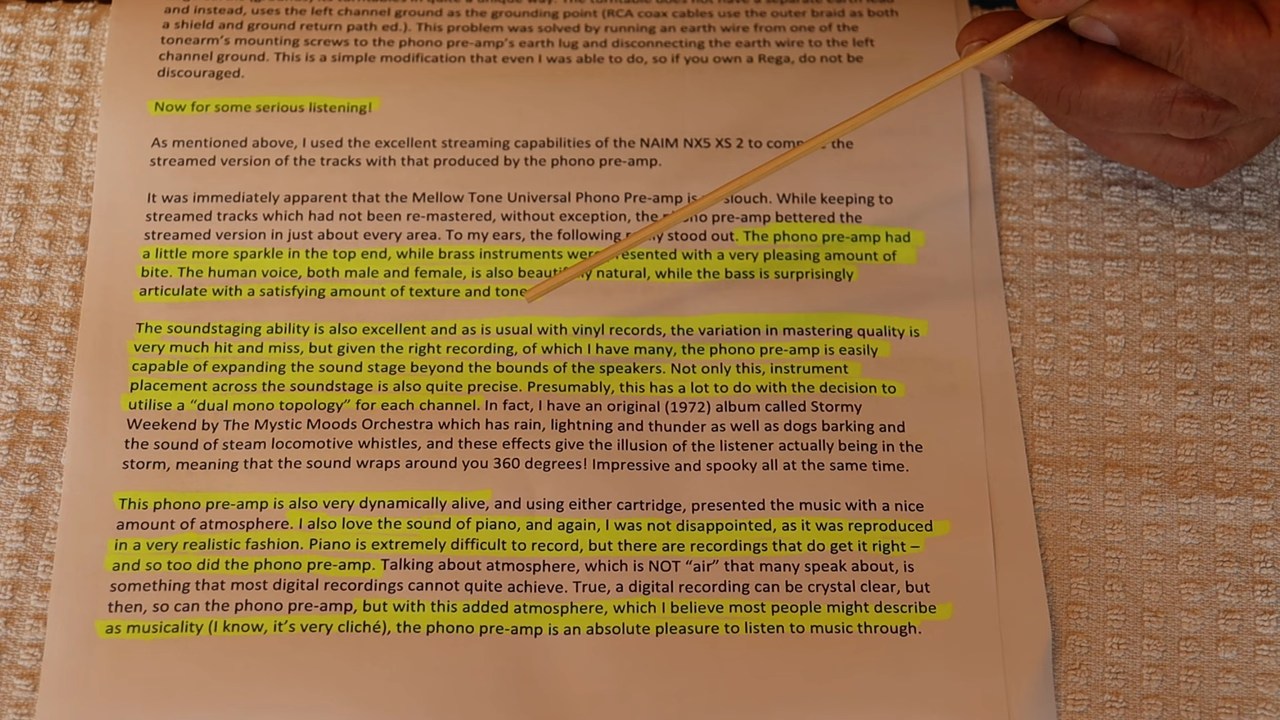 and instead, uses the left channel ground as the grounding point (RCA coax cables use the outer braid as both
a shield and ground return path ed.). This problem was solved by running an earth wire from one of the
tonearm's mounting screws to the phono pre-amp's earth lug and disconnecting the earth wire to the left
channel ground. This is a simple modification that even I was able to do, so if you own a Rega, do not be
discouraged.
Now for some serious listening!
As mentioned above, I used the excellent streaming capabilities of the NAIM NX5 XS 2 to the
streamed version of the tracks with that produced by the phono pre-amp.
It was immediately apparent that the Mellow Tone Universal Phono Pre-amp is slouch. While keeping to
streamed tracks which had not been re-mastered, without exception, the pre-amp bettered the
streamed version in just about every area. To my ears, the following stood out. The phono pre-amp had
a little more sparkle in the top end, while brass instruments were with a very pleasing amount of
bite. The human voice, both male and female, is also natural, while the bass is surprisingly
articulate with a satisfying amount of texture and tone
The soundstaging ability is also excellent and as is usual with vinyl records, the variation in mastering quality is
very much hit and miss, but given the right recording, of which I have many, the phono pre-amp is easily
capable of expanding the sound stage beyond the bounds of the speakers. Not only this, instrument
placement across the soundstage is also quite precise. Presumably, this has a lot to do with the decision to
utilise a “dual mono topology” for each channel. In fact, I have an original (1972) album called Stormy
Weekend by The Mystic Moods Orchestra which has rain, lightning and thunder as well as dogs barking and
the sound of steam locomotive whistles, and these effects give the illusion of the listener actually being in the
storm, meaning that the sound wraps around you 360 degrees! Impressive and spooky all at the same time.
This phono pre-amp is also very dynamically alive, and using either cartridge, presented the music with a nice
amount of atmosphere. I also love the sound of piano, and again, I was not disappointed, as it was reproduced
in a very realistic fashion. Piano is extremely difficult to record, but there are recordings that do get it right –
and so too did the phono pre-amp. Talking about atmosphere, which is NOT “air” that many speak about, is
something that most digital recordings cannot quite achieve. True, a digital recording can be crystal clear, but
then, so can the phono pre-amp, but with this added atmosphere, which I believe most people might describe
as musicality (I know, it's very cliché), the phono pre-amp is an absolute pleasure to listen to music through.